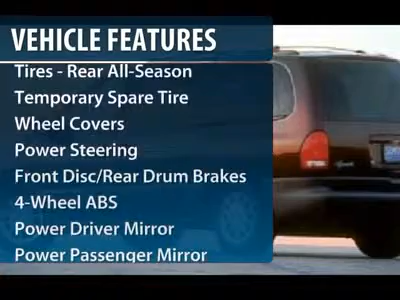 VEHICLE FEATURES
Tires - Rear All-Season
Temporary Spare Tire
Wheel Covers
Power Steering
Front Disc/Rear Drum Brakes
4-Wheel ABS
Power Driver Mirror
Power Passenger Mirror